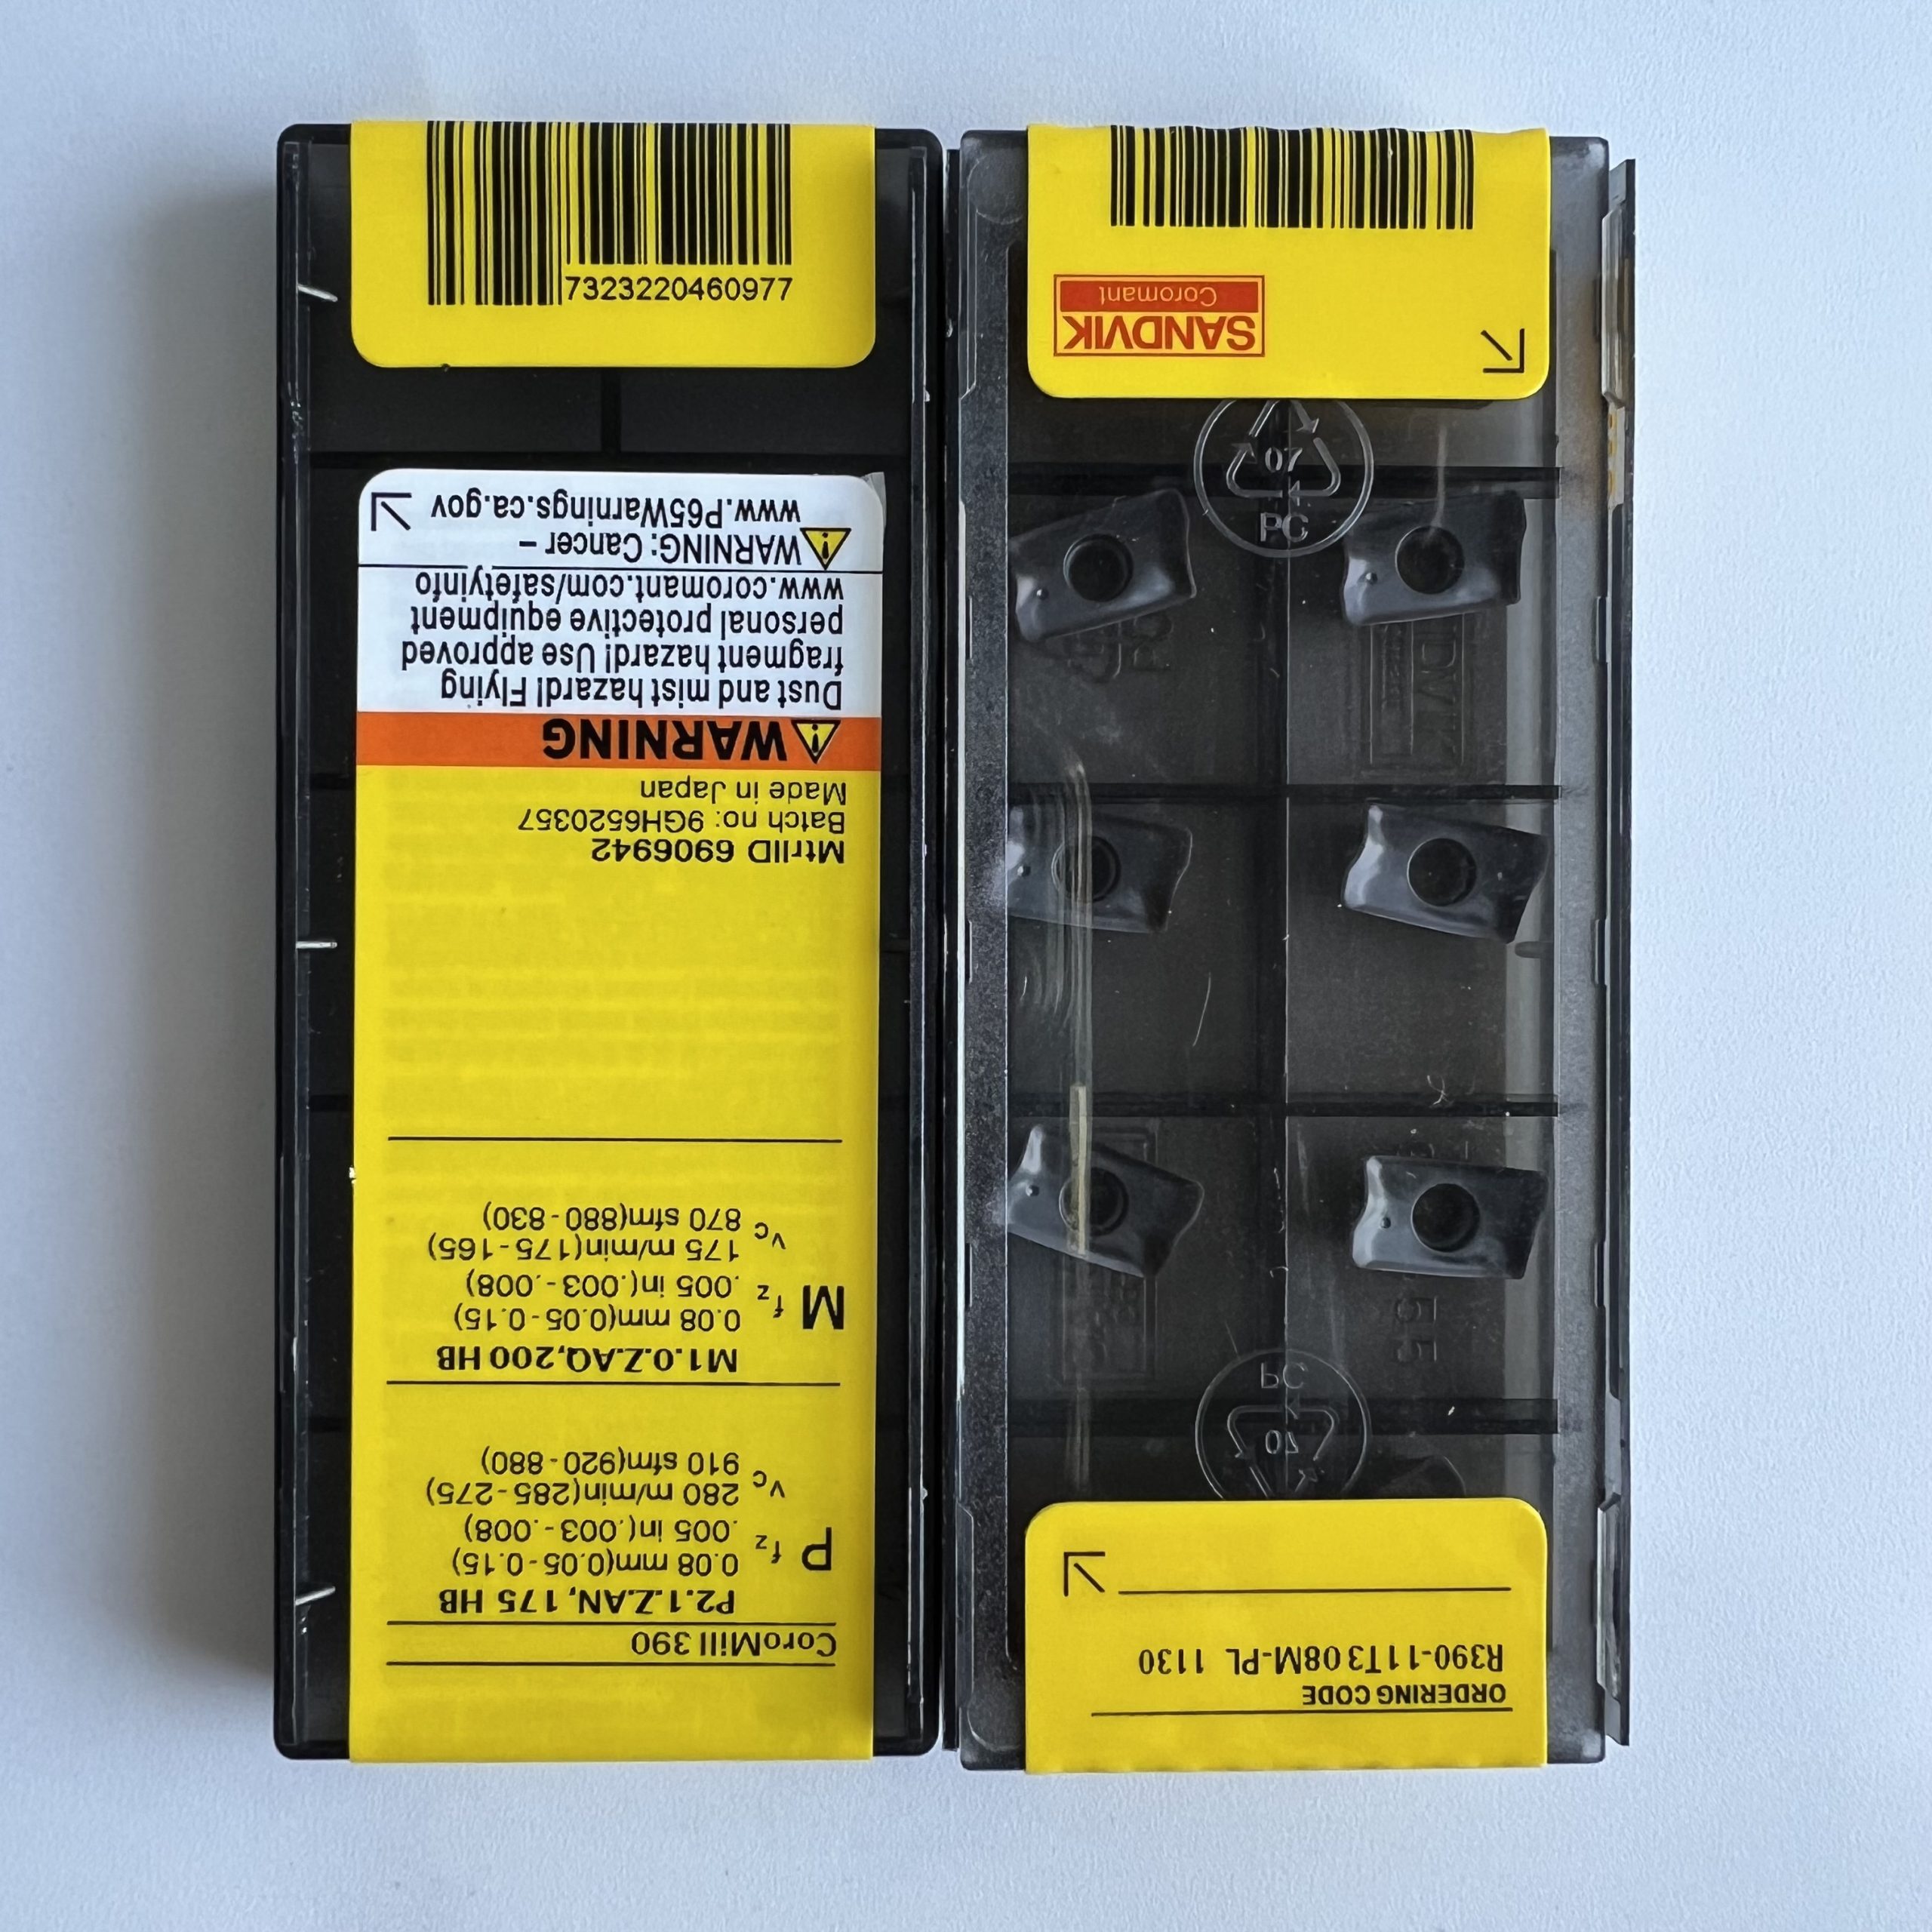 7323220460977
CoroMill 390
P2.1.Z.AN, 175 HB
P fz 0.08 mm(0.05-0.15)
.005 in(.003-.008)
vc 280 m/min(285-275)
910 sfm(920-880)
M1.0.Z.AQ,200 HB
M fz 0.08 mm(0.05-0.15)
.005 in(.003-.008)
vc 175 m/min(175-165)
870 sfm(880-830)
MtrlID 6906942
Batch no: 9GH6520357
Made in Japan
WARNING
Dust and mist hazard! Flying
fragment hazard! Use approved
personal protective equipment
www.coromant.com/safetyinfo
WARNING: Cancer –
www.P65Warnings.ca.gov
ORDERING CODE
R390-11T3 08M-PL 1130
SANDVIK
Coromant
07
PC
07
PC
55